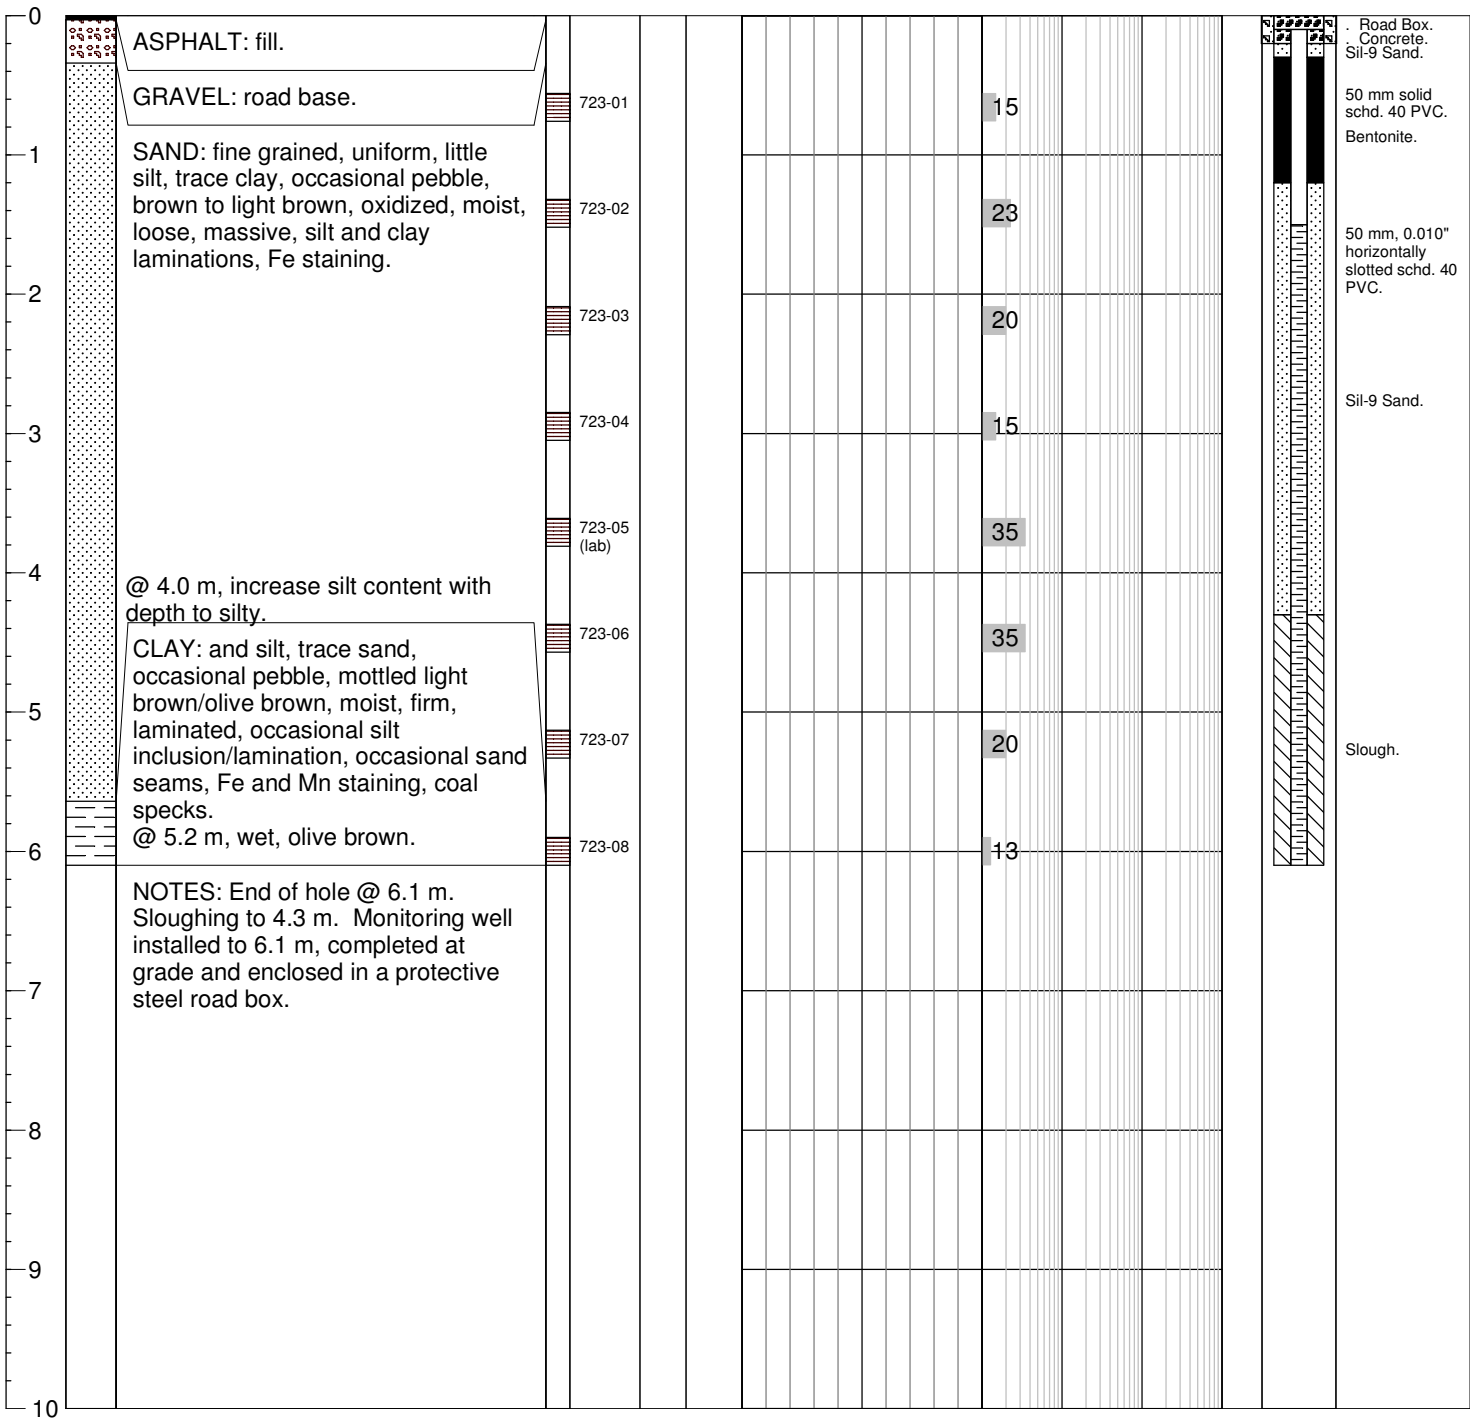 0
ASPHALT: fill.
GRAVEL: road base.
SAND: fine grained, uniform, little
silt, trace clay, occasional pebble,
brown to light brown, oxidized, moist,
loose, massive, silt and clay
laminations, Fe staining.
@ 4.0 m, increase silt content with
depth to silty.
CLAY: and silt, trace sand,
occasional pebble, mottled light
brown/olive brown, moist, firm,
laminated, occasional silt
inclusion/lamination, occasional sand
seams, Fe and Mn staining, coal
specks.
@ 5.2 m, wet, olive brown.
NOTES: End of hole @ 6.1 m.
Sloughing to 4.3 m. Monitoring well
installed to 6.1 m, completed at
grade and enclosed in a protective
steel road box.
1
2
3
4
5
6
7
8
9
10
723-01
723-02
723-03
723-04
723-05
(lab)
723-06
723-07
723-08
15
23
20
15
35
35
20
13
. Road Box.
. Concrete.
Sil-9 Sand.
50 mm solid
schd. 40 PVC.
Bentonite.
50 mm, 0.010"
horizontally
slotted schd. 40
PVC.
Sil-9 Sand.
Slough.